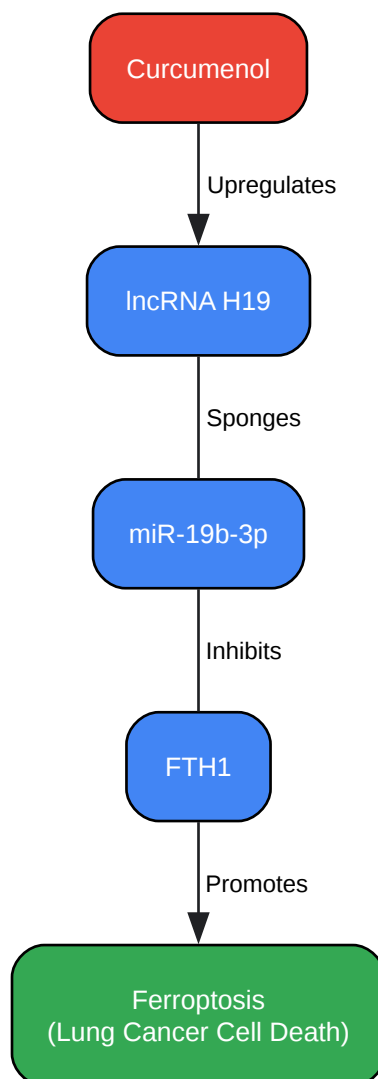 Curcumenol
Upregulates
lncRNA H19
Sponges
miR-19b-3p
Inhibits
FTH1
Promotes
Ferroptosis
(Lung Cancer Cell Death)